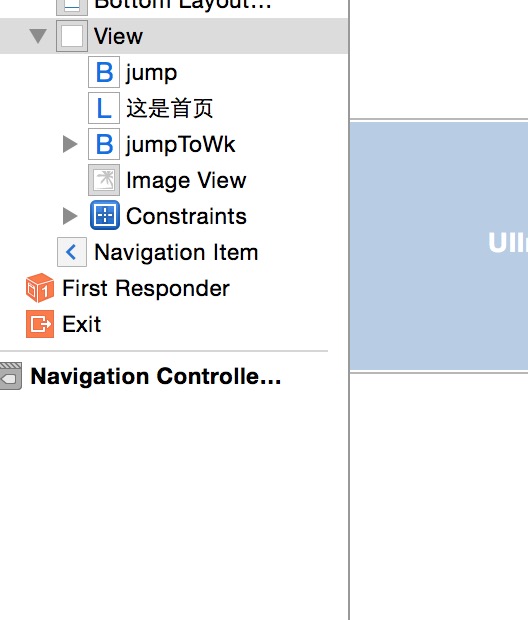 Bottom Layout...
View
B jump
L 这是首页
B jumpToWk
Image View
Constraints
Navigation Item
1 First Responder
Exit
Navigation Controlle...